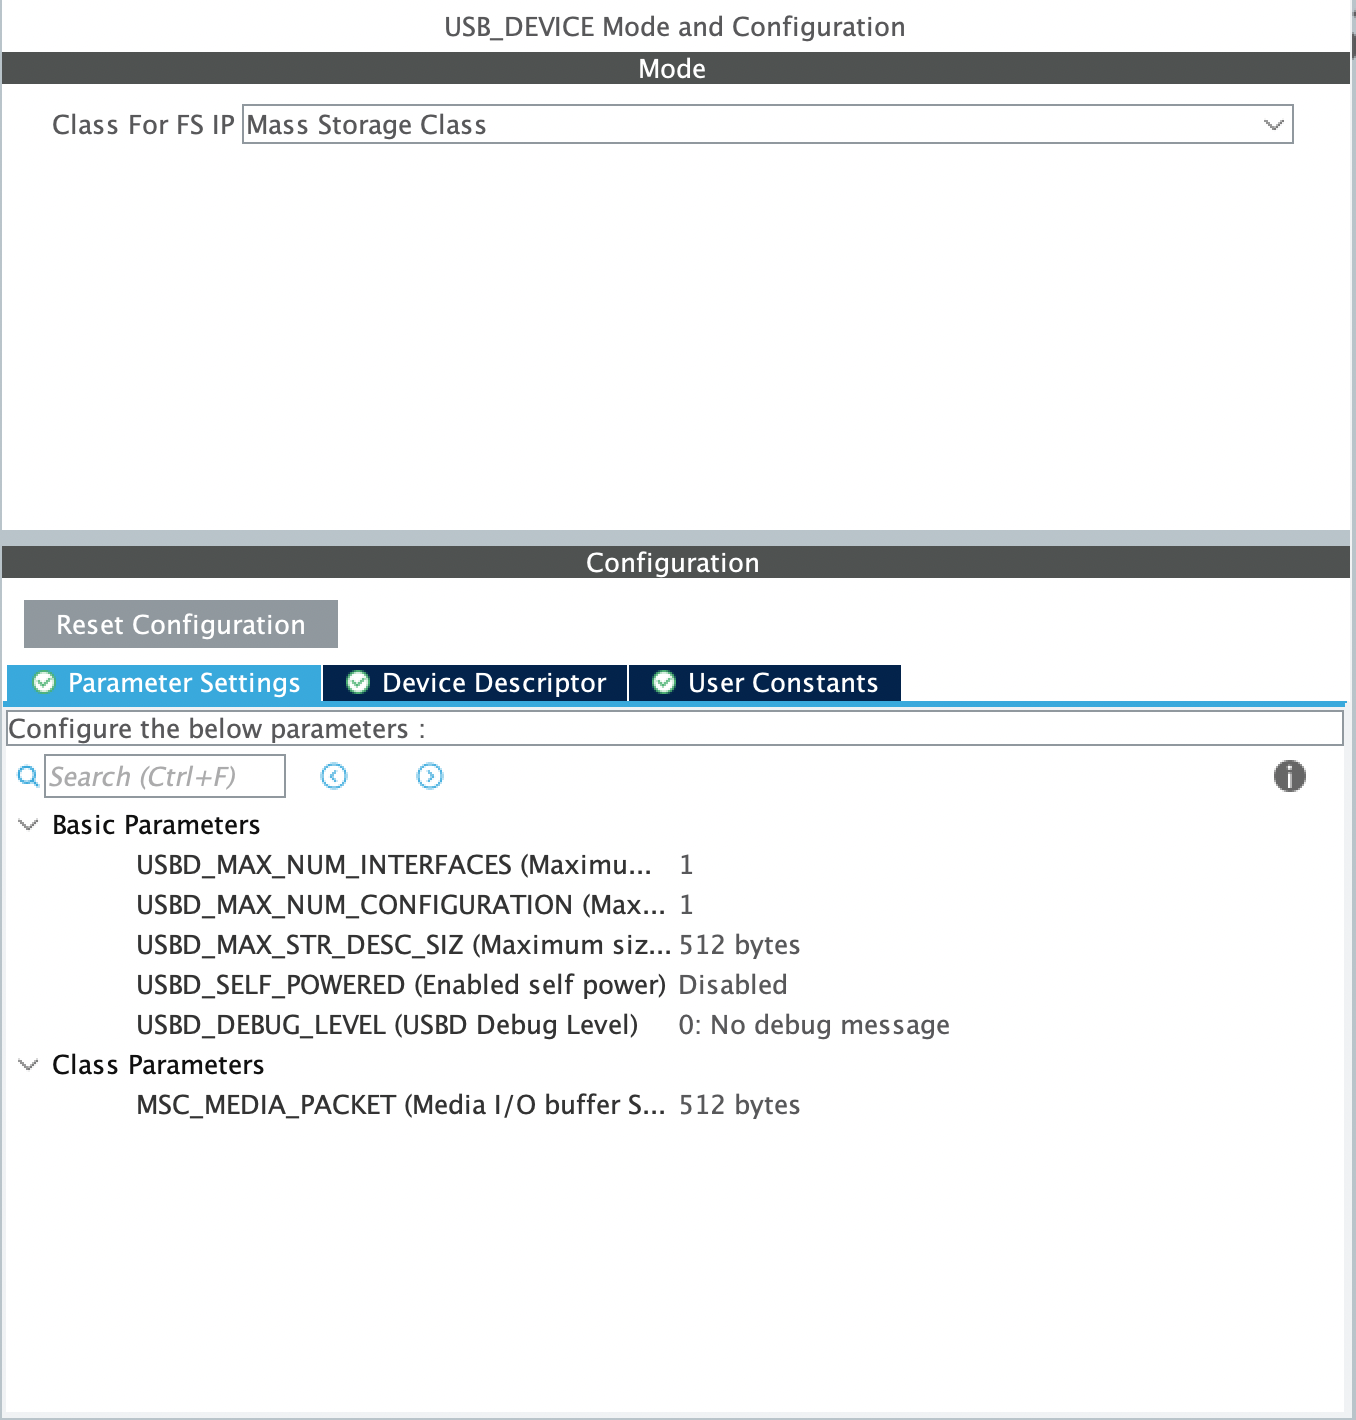 USB_DEVICE Mode and Configuration
Mode
Class For FS IP Mass Storage Class
Configuration
Reset Configuration
Parameter Settings Device Descriptor User Constants
Configure the below parameters :
Search (Ctrl+F)
Basic Parameters
USBD_MAX_NUM_INTERFACES (Maximu... 1
USBD_MAX_NUM_CONFIGURATION (Max... 1
USBD_MAX_STR_DESC_SIZ (Maximum siz... 512 bytes
USBD_SELF_POWERED (Enabled self power) Disabled
USBD_DEBUG_LEVEL (USBD Debug Level) 0: No debug message
Class Parameters
MSC_MEDIA_PACKET (Media I/O buffer S... 512 bytes